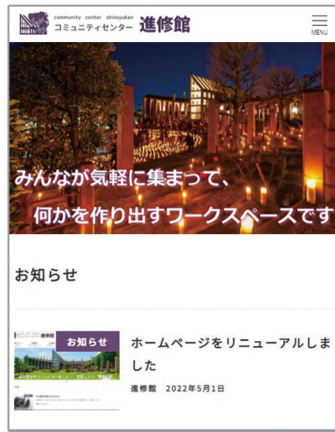 community center shinsyukan
コミュニティセンター 進修館
MENU
みんなが気軽に集まって、
何かを作り出すワークスペースです
お知らせ
お知らせ
ホームページをリニューアルしま
した
進修館 2022年5月1日